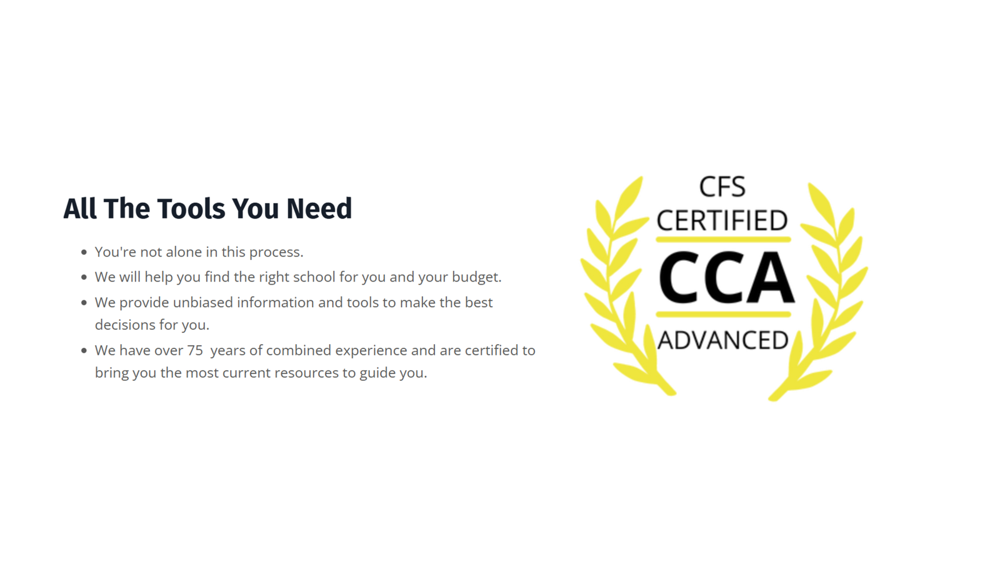 All The Tools You Need
• You're not alone in this process.
• We will help you find the right school for you and your budget.
• We provide unbiased information and tools to make the best
decisions for you.
• We have over 75  years of combined experience and are certified to
bring you the most current resources to guide you.
CFS
CERTIFIED
CCA
ADVANCED